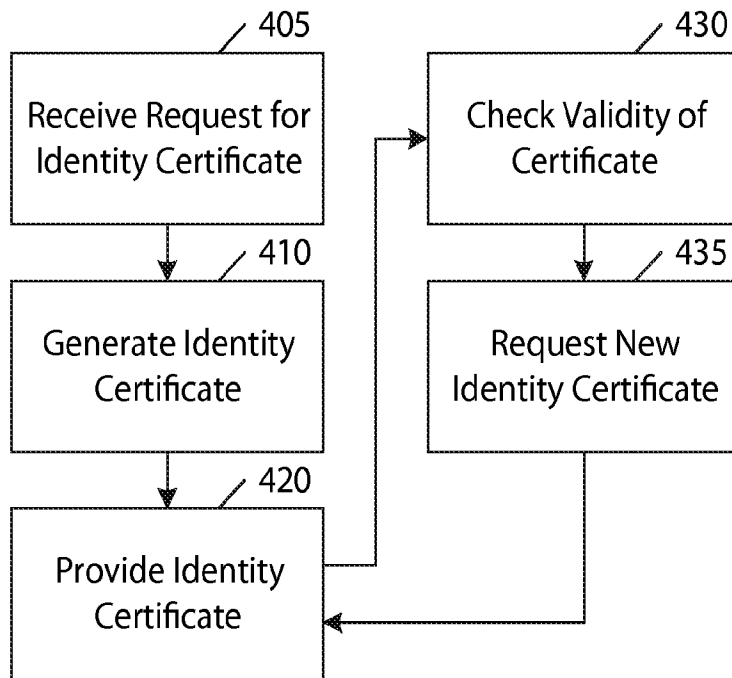 405
Receive Request for
Identity Certificate
410
Generate Identity
Certificate
420
Provide Identity
Certificate
430
Check Validity of
Certificate
435
Request New
Identity Certificate